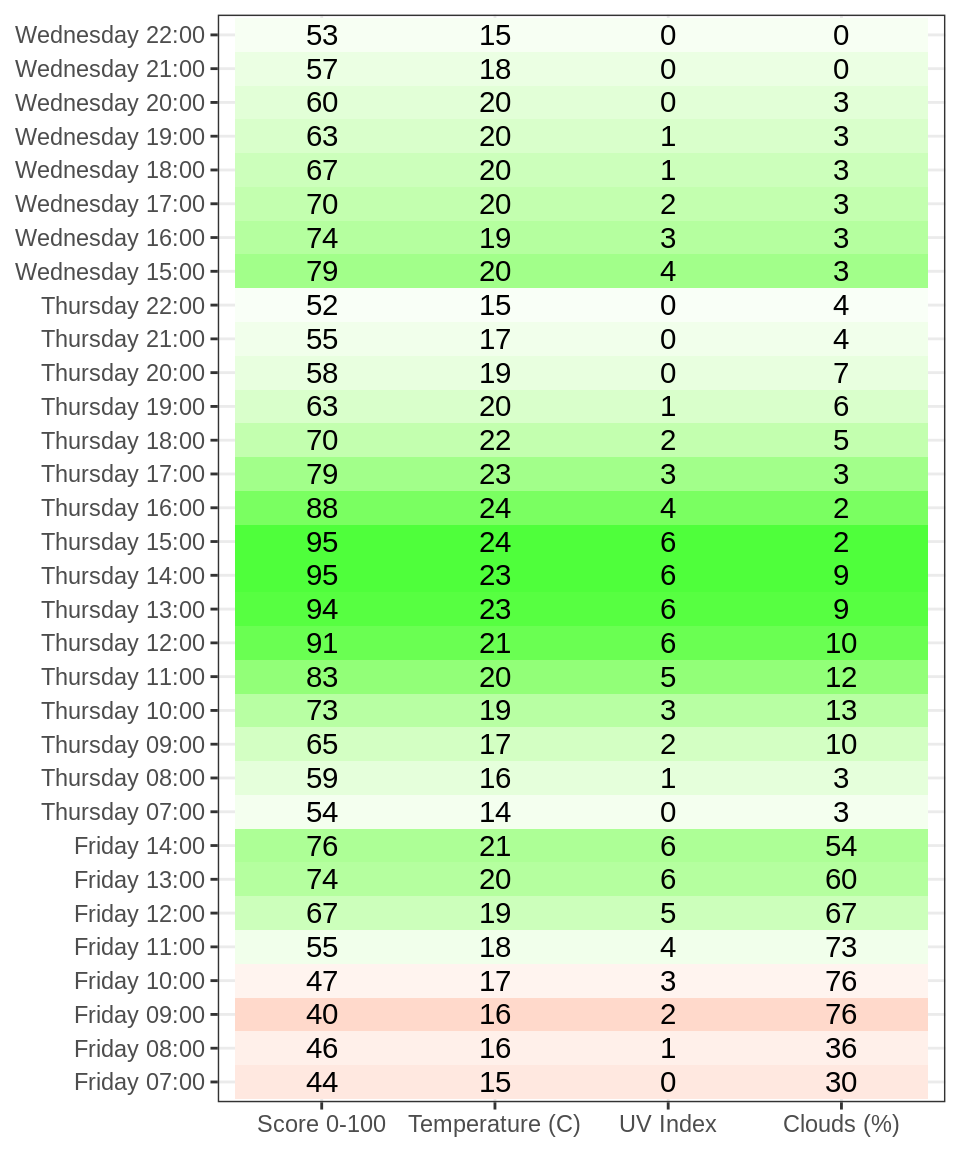 Wednesday 22:00 53 15 0 0
Wednesday 21:00 57 18 0 0
Wednesday 20:00 60 20 0 3
Wednesday 19:00 63 20 1 3
Wednesday 18:00 67 20 1 3
Wednesday 17:00 70 20 2 3
Wednesday 16:00 74 19 3 3
Wednesday 15:00 79 20 4 3
Thursday 22:00 52 15 0 4
Thursday 21:00 55 17 0 4
Thursday 20:00 58 19 0 7
Thursday 19:00 63 20 1 6
Thursday 18:00 70 22 2 5
Thursday 17:00 79 23 3 3
Thursday 16:00 88 24 4 2
Thursday 15:00 95 24 6 2
Thursday 14:00 95 23 6 9
Thursday 13:00 94 23 6 9
Thursday 12:00 91 21 6 10
Thursday 11:00 83 20 5 12
Thursday 10:00 73 19 3 13
Thursday 09:00 65 17 2 10
Thursday 08:00 59 16 1 3
Thursday 07:00 54 14 0 3
Friday 14:00 76 21 6 54
Friday 13:00 74 20 6 60
Friday 12:00 67 19 5 67
Friday 11:00 55 18 4 73
Friday 10:00 47 17 3 76
Friday 09:00 40 16 2 76
Friday 08:00 46 16 1 36
Friday 07:00 44 15 0 30
Score 0-100 Temperature (C) UV Index Clouds (%)